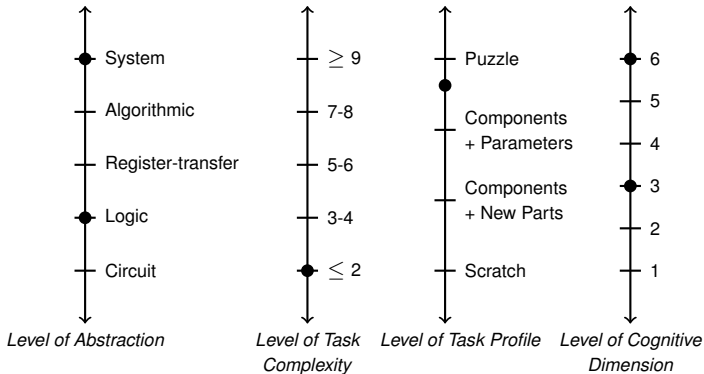 System
Algorithmic
Register-transfer
Logic
Circuit
Level of Abstraction
≥ 9
7-8
5-6
3-4
≤ 2
Level of Task
Complexity
Puzzle
Components
+ Parameters
Components
+ New Parts
Scratch
Level of Task Profile
6
5
4
3
2
1
Level of Cognitive
Dimension